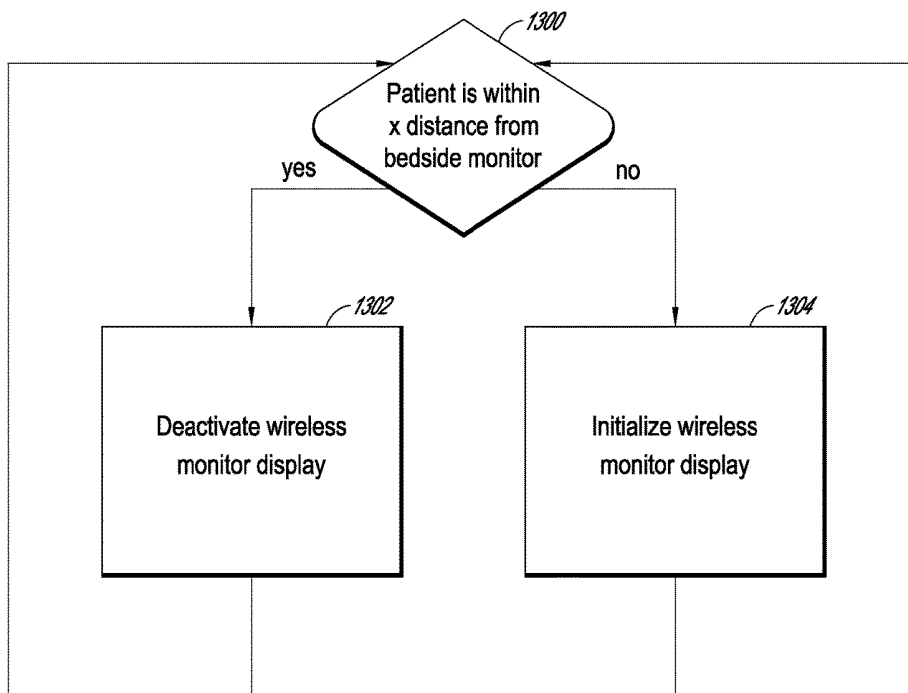 1300
Patient is within
x distance from
bedside monitor
yes
no
1302
1304
Deactivate wireless
monitor display
Initialize wireless
monitor display